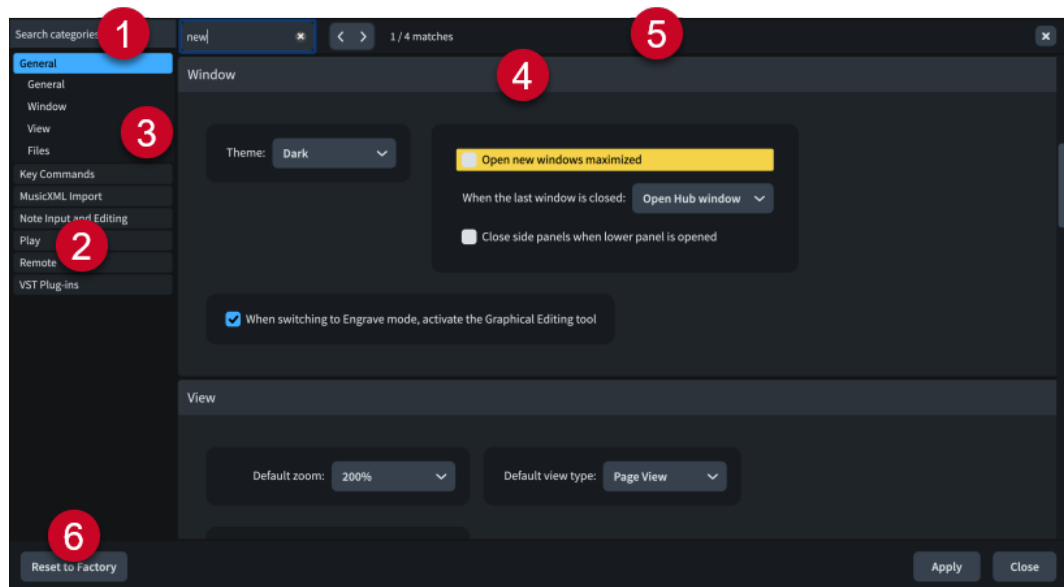 Search categories
1
new
1 / 4 matches
5
General
General
Window
View
Files
3
Key Commands
MusicXML Import
Note Input and Editing
Play
2
Remote
VST Plug-ins
Window
4
Theme: Dark
Open new windows maximized
When the last window is closed: Open Hub window
Close side panels when lower panel is opened
When switching to Engrave mode, activate the Graphical Editing tool
View
Default zoom: 200%
Default view type: Page View
6
Reset to Factory
Apply
Close